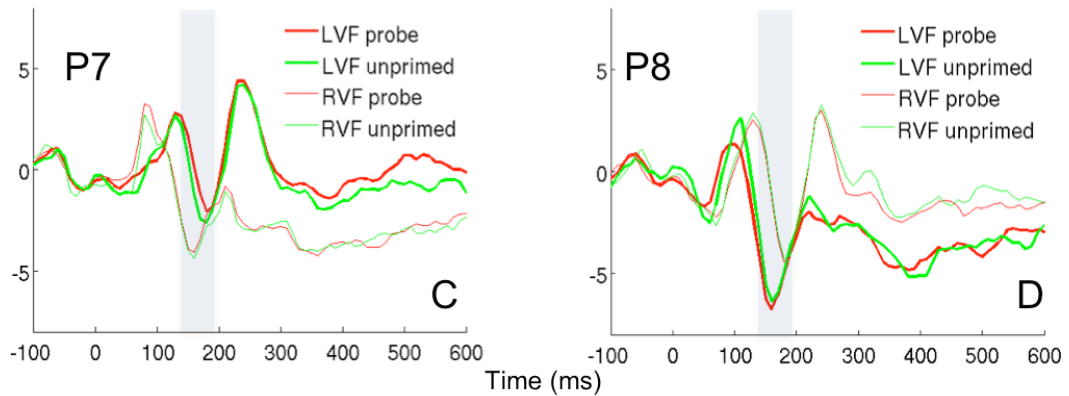 P7
LVF probe
LVF unprimed
RVF probe
RVF unprimed
5
0
-5
C
-100 0 100 200 300 400 500 600
P8
LVF probe
LVF unprimed
RVF probe
RVF unprimed
5
0
-5
D
-100 0 100 200 300 400 500 600
Time (ms)